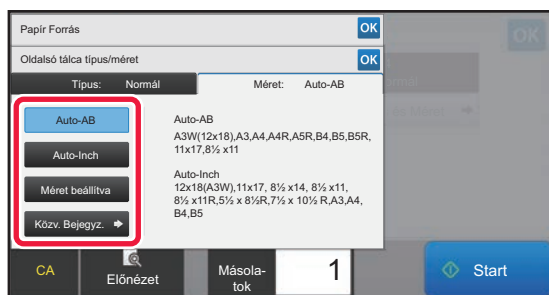 Papír Forrás OK
Oldalsó tálca típus/méret OK
Típus: Normál Méret: Auto-AB
Auto-AB
Auto-Inch
Méret beállítva
Közv. Bejegyz.
Auto-AB
A3W(12x18),A3,A4,A4R,A5R,B4,B5,B5R,
11x17,8½ x11
Auto-Inch
12x18(A3W),11x17, 8½ x14, 8½ x11,
8½ x11R,5½ x 8½R,7½ x 10½ R,A3,A4,
B4,B5
OK
CA
Előnézet
Másola-
tok
1
Start